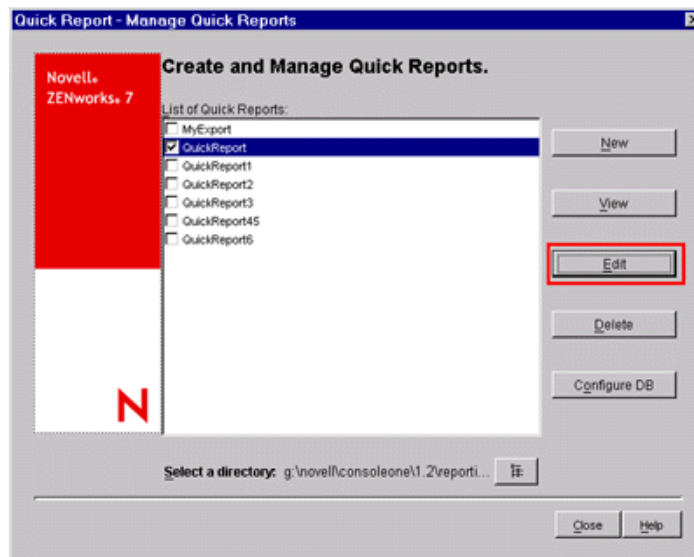 Quick Report - Manage Quick Reports
Novell®
ZENworks® 7
Create and Manage Quick Reports.
List of Quick Reports:
MyExport
QuickReport
QuickReport1
QuickReport2
QuickReport3
QuickReport45
QuickReport6
New
View
Edit
Delete
Configure DB
N
Select a directory: g:\novell\consoleone\1.2\reporti...
Close
Help